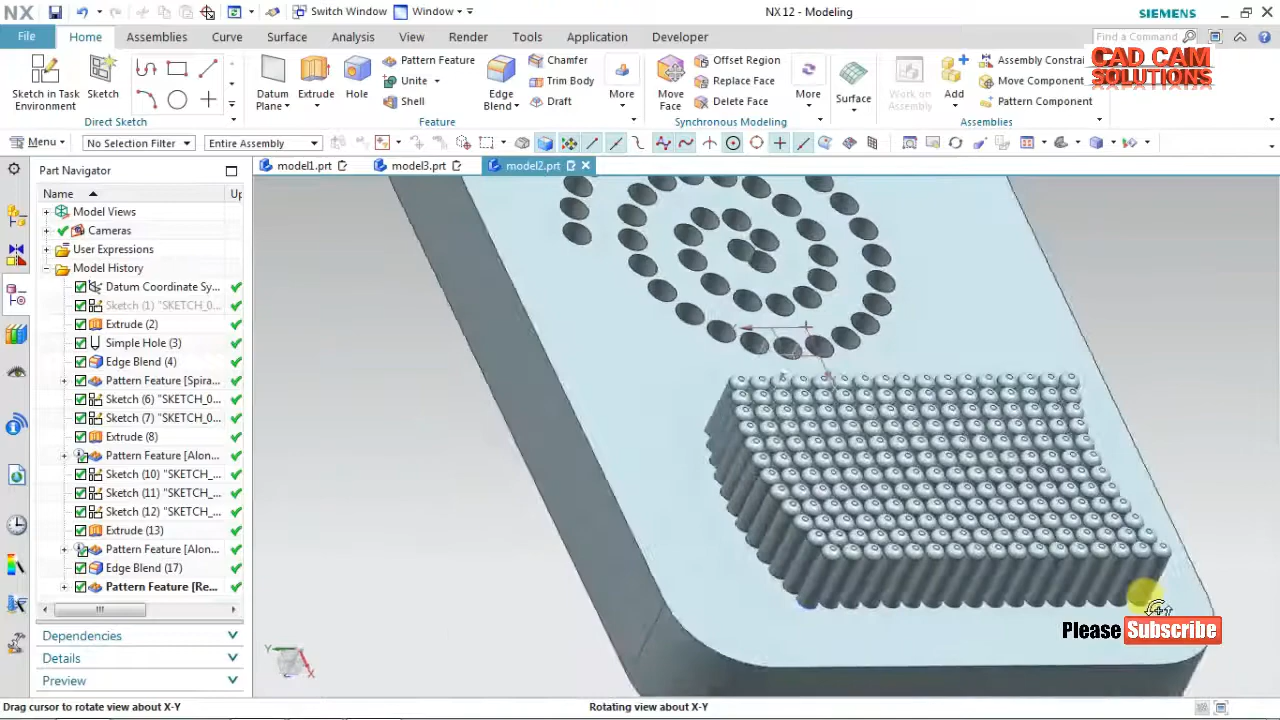 NX
Switch Window
Window
NX 12 - Modeling
SIEMENS
File
Home
Assemblies
Curve
Surface
Analysis
View
Render
Tools
Application
Developer
Find a Command
CAD CAM
SOLUTIONS
Sketch in Task
Environment
Sketch
Direct Sketch
Datum
Plane
Extrude
Hole
Pattern Feature
Unite
Shell
Edge
Blend
Chamfer
Trim Body
Draft
More
Feature
Move
Face
Offset Region
Replace Face
Delete Face
More
Synchronous Modeling
Surface
Work on
Assembly
Add
Assembly Constrai
Move Component
Pattern Component
Assemblies
Menu
No Selection Filter
Entire Assembly
Part Navigator
model1.prt
model3.prt
model2.prt
Name
Up
Model Views
Cameras
User Expressions
Model History
Datum Coordinate Sy...
Sketch (1) "SKETCH_0...
Extrude (2)
Simple Hole (3)
Edge Blend (4)
Pattern Feature [Spira...
Sketch (6) "SKETCH_0...
Sketch (7) "SKETCH_0...
Extrude (8)
Pattern Feature [Alon...
Sketch (10) "SKETCH_...
Sketch (11) "SKETCH_...
Sketch (12) "SKETCH_...
Extrude (13)
Pattern Feature [Alon...
Edge Blend (17)
Pattern Feature [Re...
Dependencies
Details
Preview
Y
X
Please Subscribe
Drag cursor to rotate view about X-Y
Rotating view about X-Y